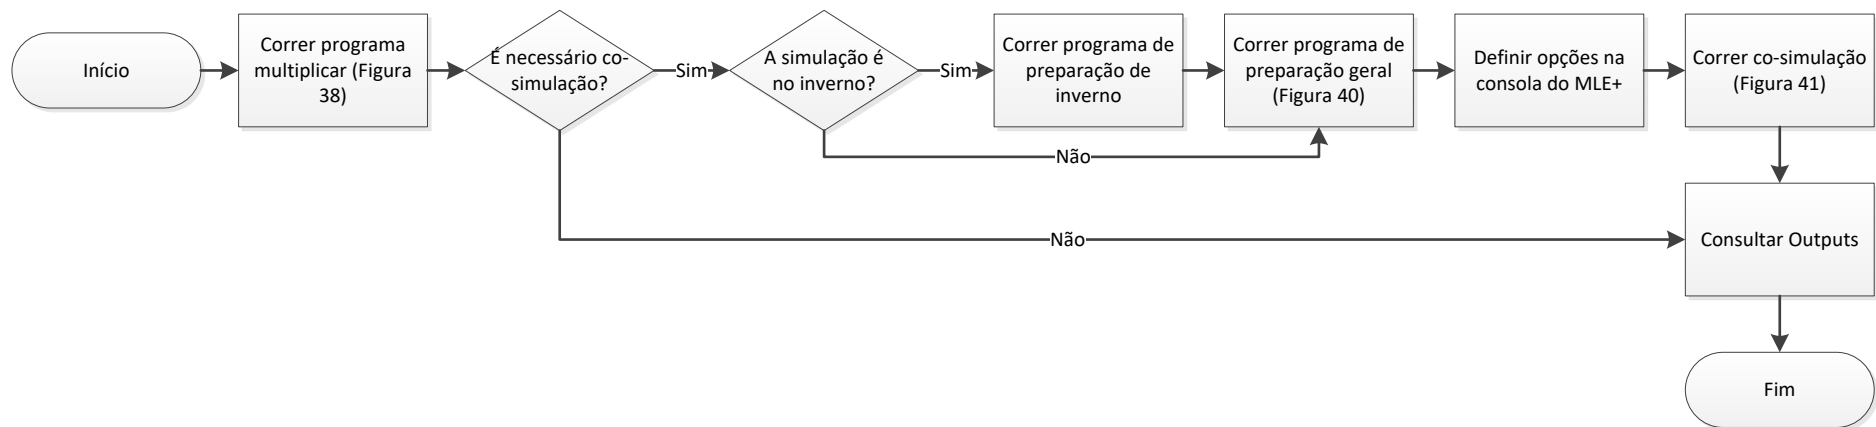 Início
Correr programa
multiplicar (Figura
38)
É necessário co-
simulação?
Sim
A simulação é
no inverno?
Sim
Correr programa de
preparação de
inverno
Correr programa de
preparação geral
(Figura 40)
Definir opções na
consola do MLE+
Correr co-simulação
(Figura 41)
Não
Não
Consultar Outputs
Fim